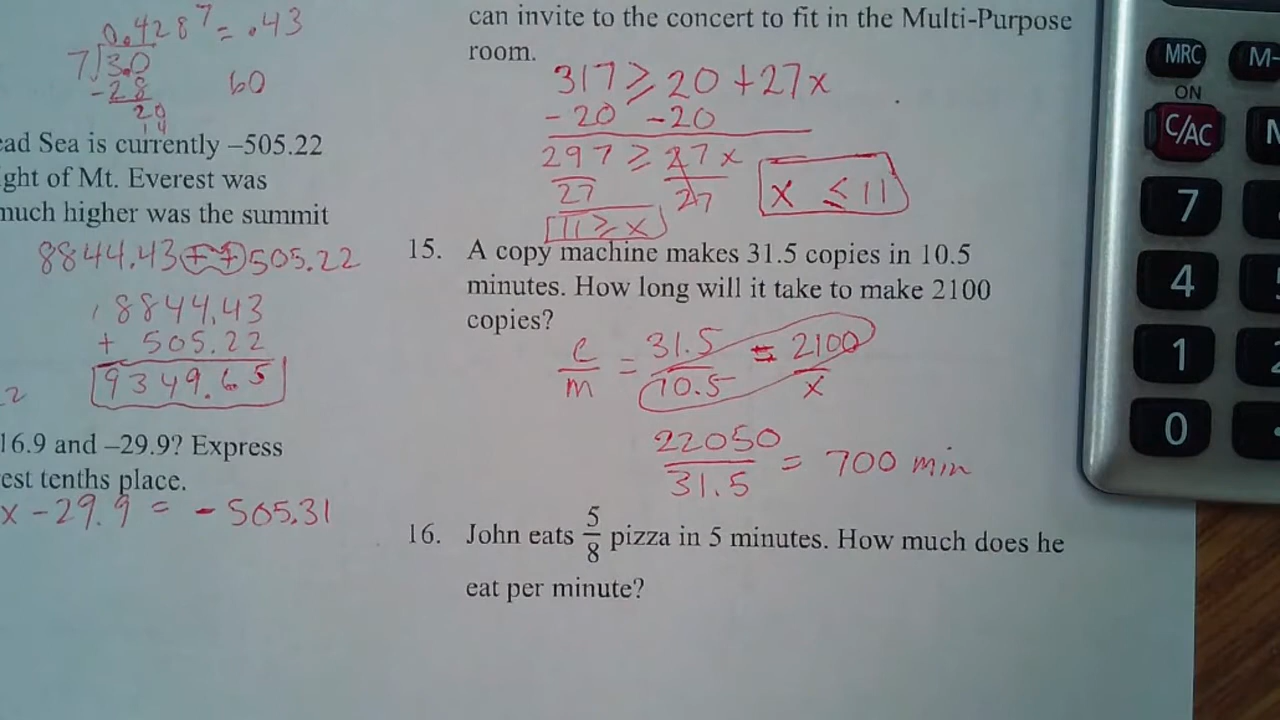 0.4287 = .43
7)3.0
60
-28
20
14
ead Sea is currently –505.22
ght of Mt. Everest was
much higher was the summit
8844.43 505.22
8844.43
+ 505.22
9349.65
16.9 and –29.9? Express
est tenths place.
x -29.9 = -505.31
can invite to the concert to fit in the Multi-Purpose
room.
317 ≥ 20 + 27x
-20 -20
297 ≥ 27x
27 27
11 ≥ x
x ≤ 11
15. A copy machine makes 31.5 copies in 10.5
minutes. How long will it take to make 2100
copies?
c/m = 31.5/10.5 = 2100/x
22050/31.5 = 700 min
16. John eats 5/8 pizza in 5 minutes. How much does he
eat per minute?
MRC M-
ON
C/AC
7
4
1
0